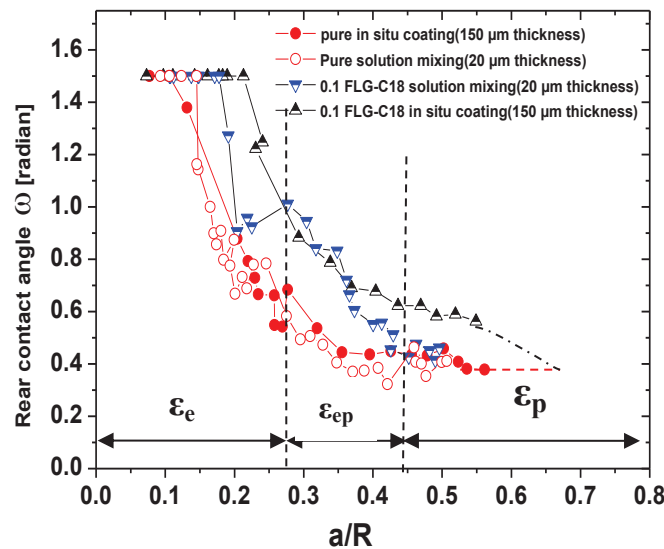 pure in situ coating(150 µm thickness)
Pure solution mixing(20 µm thickness)
0.1 FLG-C18 solution mixing(20 µm thickness)
0.1 FLG-C18 in situ coating(150 µm thickness)
Rear contact angle ω [radian]
1.6
1.4
1.2
1.0
0.8
0.6
0.4
0.2
0.0
εe
εep
εp
0.0 0.1 0.2 0.3 0.4 0.5 0.6 0.7 0.8
a/R